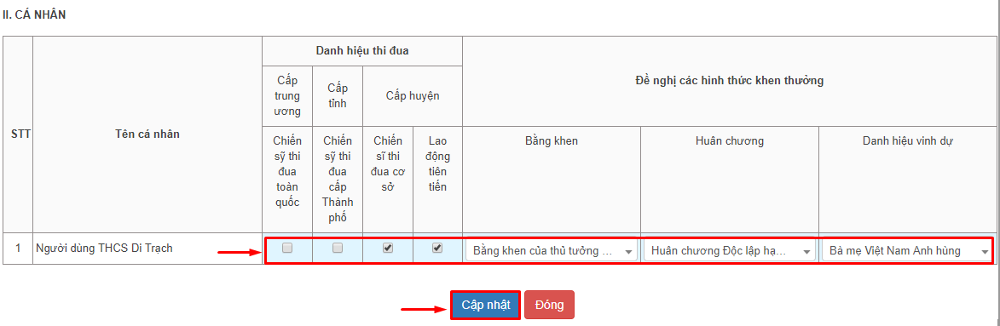 II. CÁ NHÂN
Danh hiệu thi đua
Cấp
trung
ương
Cấp
tỉnh
Cấp huyện
Đề nghị các hình thức khen thưởng
STT
Tên cá nhân
Chiến
sỹ thi
đua
toàn
quốc
Chiến
sỹ thi
đua
cấp
Thành
phố
Chiến
sĩ thi
đua cơ
sở
Lao
động
tiên
tiến
Bằng khen
Huân chương
Danh hiệu vinh dự
1 Người dùng THCS Di Trạch
Bằng khen của thủ tưởng ...
Huân chương Độc lập hạ...
Bà mẹ Việt Nam Anh hùng
Cập nhật
Đóng